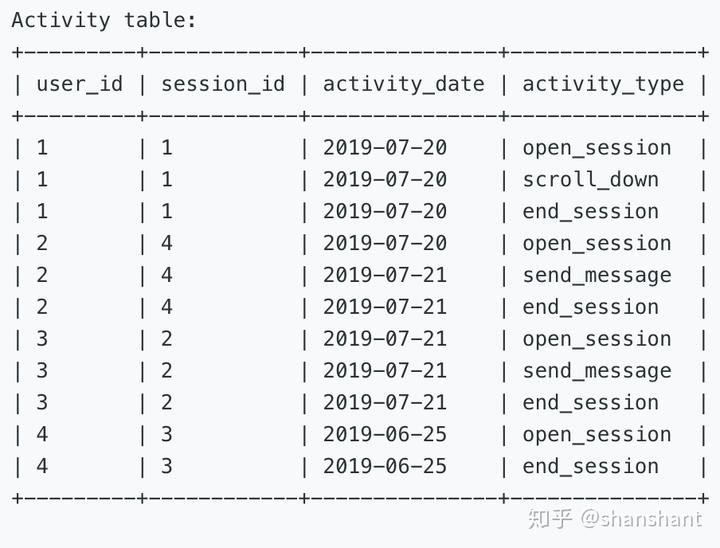 Activity table:
+---------+------------+---------------+---------------+
| user_id | session_id | activity_date | activity_type |
+---------+------------+---------------+---------------+
| 1       | 1          | 2019-07-20    | open_session  |
| 1       | 1          | 2019-07-20    | scroll_down   |
| 1       | 1          | 2019-07-20    | end_session   |
| 2       | 4          | 2019-07-20    | open_session  |
| 2       | 4          | 2019-07-21    | send_message  |
| 2       | 4          | 2019-07-21    | end_session   |
| 3       | 2          | 2019-07-21    | open_session  |
| 3       | 2          | 2019-07-21    | send_message  |
| 3       | 2          | 2019-07-21    | end_session   |
| 4       | 3          | 2019-06-25    | open_session  |
| 4       | 3          | 2019-06-25    | end_session   |
+---------+------------+---------------+---------------+
知乎 @shanshant